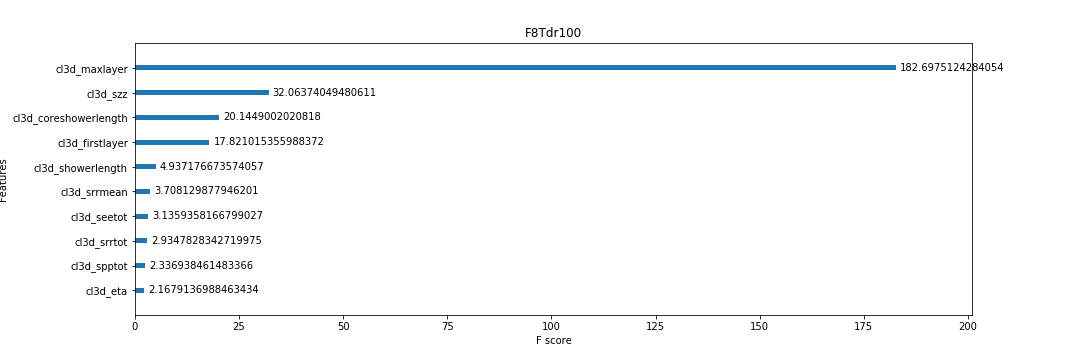 F8Tdr100
cl3d_maxlayer 182.6975124284054
cl3d_szz 32.06374049480611
cl3d_coreshowerlength 20.1449002020818
cl3d_firstlayer 17.821015355988372
cl3d_showerlength 4.937176673574057
cl3d_srrmean 3.708129877946201
cl3d_seetot 3.1359358166799027
cl3d_srrtot 2.9347828342719975
cl3d_spptot 2.336938461483366
cl3d_eta 2.1679136988463434
Features
0 25 50 75 100 125 150 175 200
F score